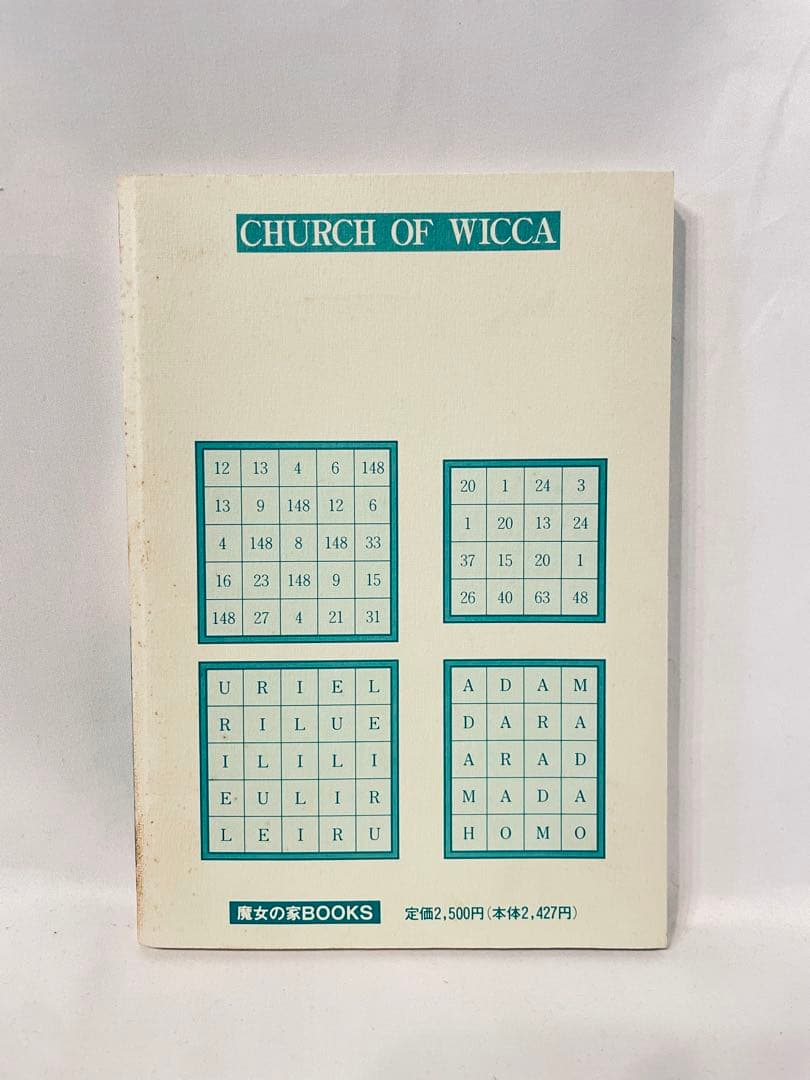 CHURCH OF WICCA
12 13 4 6 148
13 9 148 12 6
4 148 8 148 33
16 23 148 9 15
148 27 4 21 31
20 1 24 3
1 20 13 24
37 15 20 1
26 40 63 48
U R I E L
R I L U E
I L I L I
E U L I R
L E I R U
A D A M
D A R A
A R A D
M A D A
H O M O
魔女の家BOOKS 定価2,500円(本体2,427円)